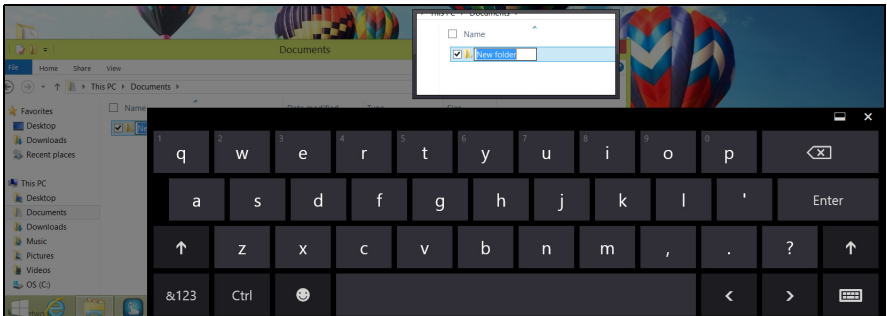 This PC › Documents ›
Name
New folder
Documents
File Home Share View
This PC › Documents ›
Favorites
Desktop
Downloads
Recent places
This PC
Desktop
Documents
Downloads
Music
Pictures
Videos
OS (C:)
Name Date modified Type Size
Ne
1 2 3 4 5 6 7 8 9 0
q w e r t y u i o p
a s d f g h j k l ' Enter
z x c v b n m , . ?
&123 Ctrl < >